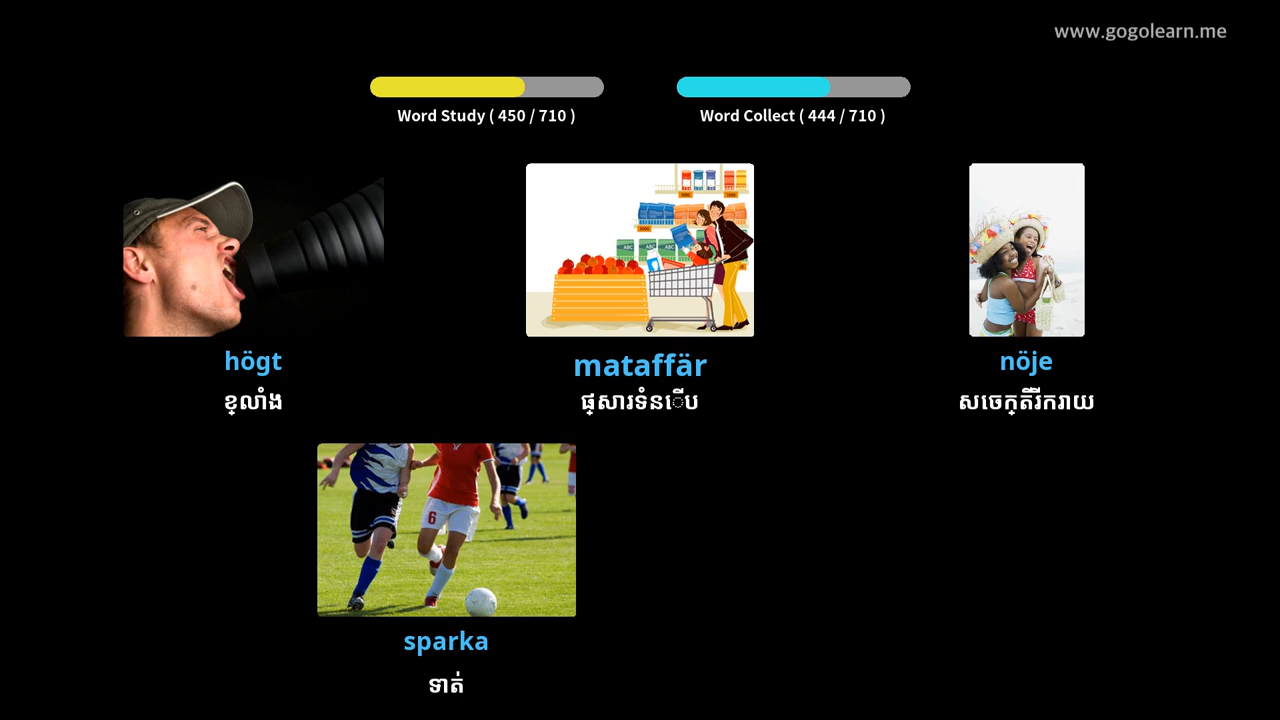 www.gogolearn.me
Word Study ( 450 / 710 )
Word Collect ( 444 / 710 )
högt
mataffär
nöje
ខ្លាំង
ផ្សារទំនើប
សចេក្តីរីករាយ
sparka
ទាត់